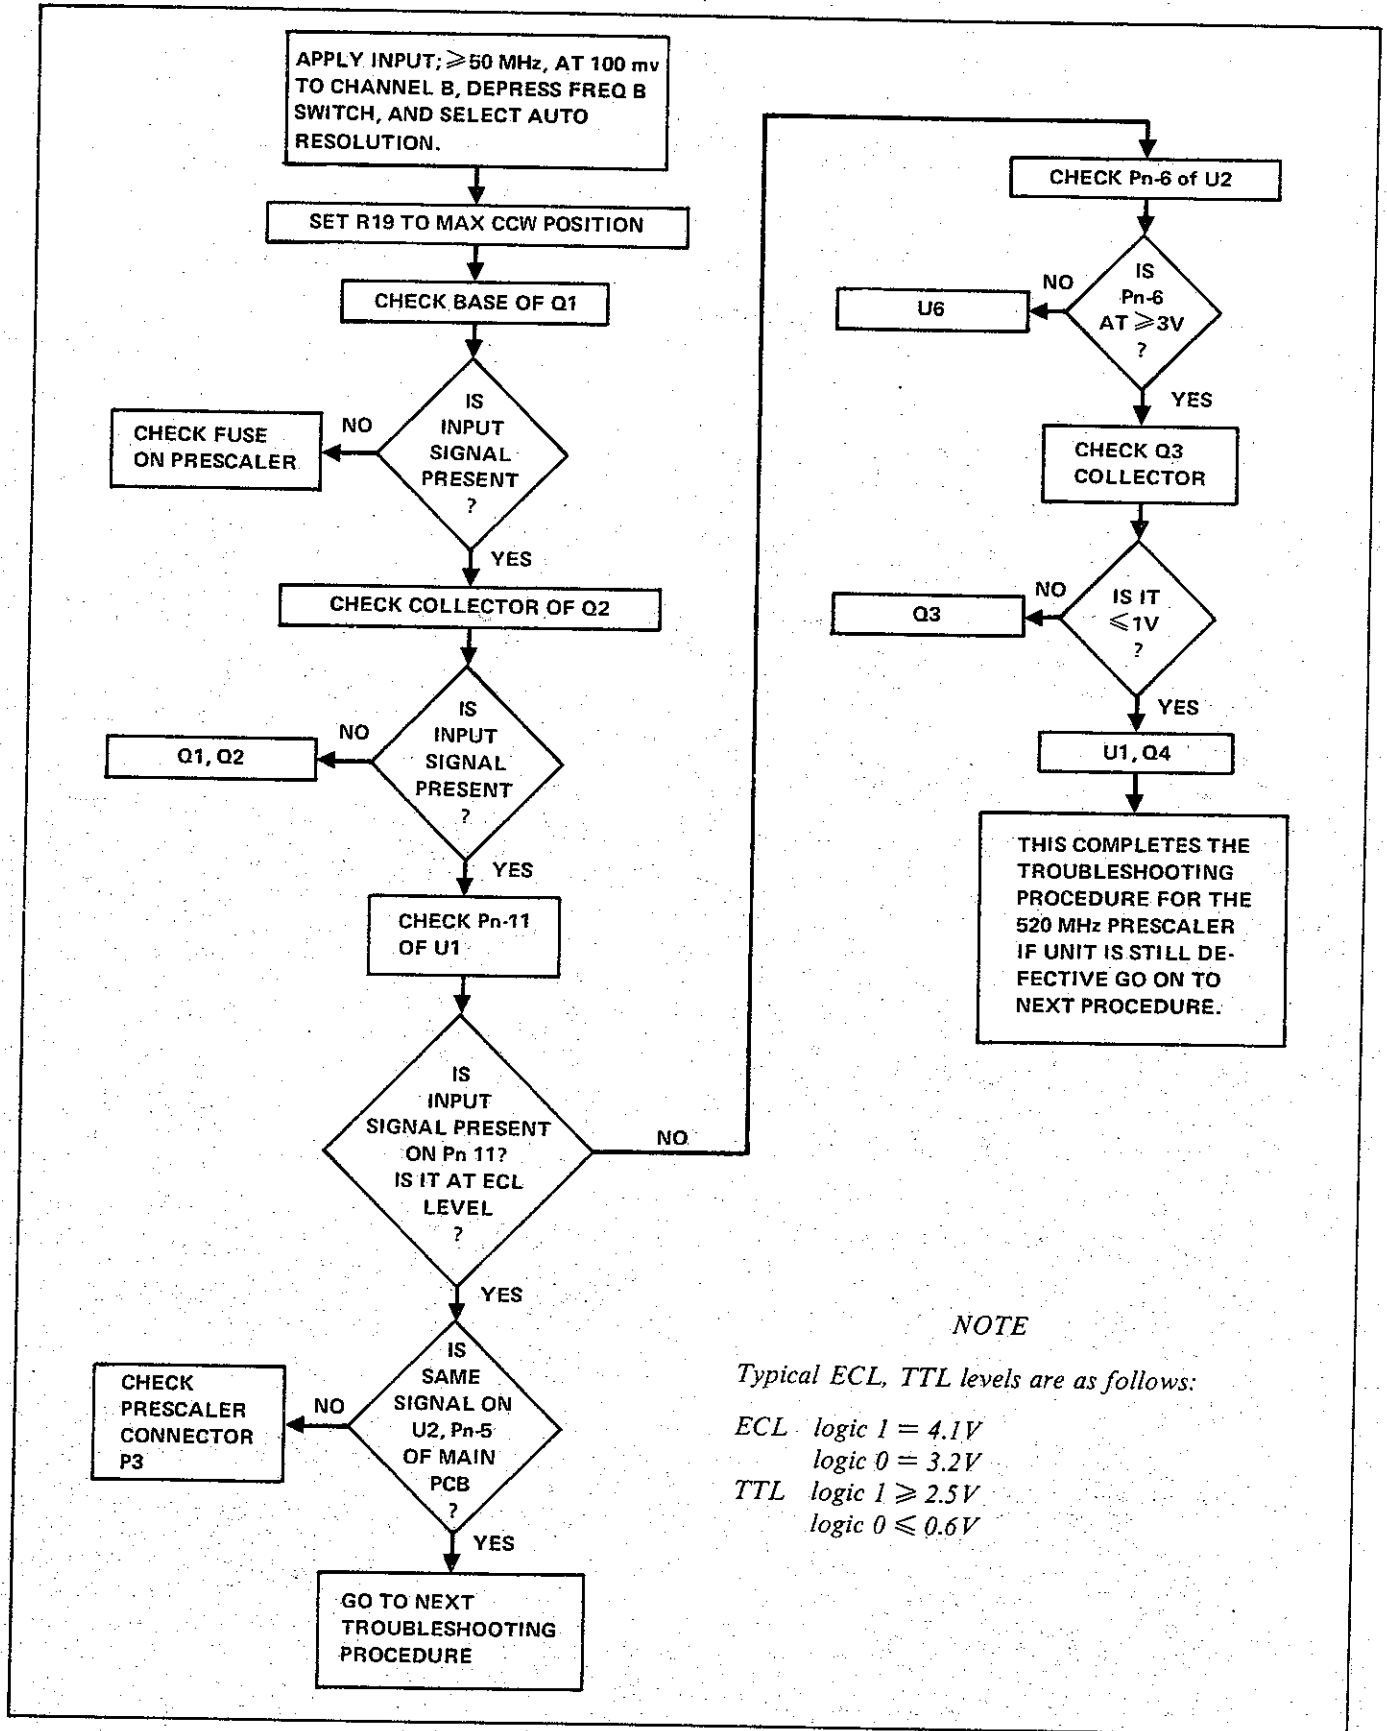 APPLY INPUT; ⩾50 MHz, AT 100 mv
TO CHANNEL B, DEPRESS FREQ B
SWITCH, AND SELECT AUTO
RESOLUTION.
SET R19 TO MAX CCW POSITION
CHECK BASE OF Q1
IS
INPUT
SIGNAL
PRESENT
?
NO
CHECK FUSE
ON PRESCALER
YES
CHECK COLLECTOR OF Q2
IS
INPUT
SIGNAL
PRESENT
?
NO
Q1, Q2
YES
CHECK Pn-11
OF U1
IS
INPUT
SIGNAL PRESENT
ON Pn 11?
IS IT AT ECL
LEVEL
?
NO
YES
IS
SAME
SIGNAL ON
U2, Pn-5
OF MAIN
PCB
?
NO
CHECK
PRESCALER
CONNECTOR
P3
YES
GO TO NEXT
TROUBLESHOOTING
PROCEDURE
CHECK Pn-6 of U2
IS
Pn-6
AT ⩾3V
?
NO
U6
YES
CHECK Q3
COLLECTOR
IS IT
⩽1V
?
NO
Q3
YES
U1, Q4
THIS COMPLETES THE
TROUBLESHOOTING
PROCEDURE FOR THE
520 MHz PRESCALER
IF UNIT IS STILL DE-
FECTIVE GO ON TO
NEXT PROCEDURE.
NOTE
Typical ECL, TTL levels are as follows:
ECL logic 1 = 4.1V
logic 0 = 3.2V
TTL logic 1 ⩾ 2.5V
logic 0 ⩽ 0.6V